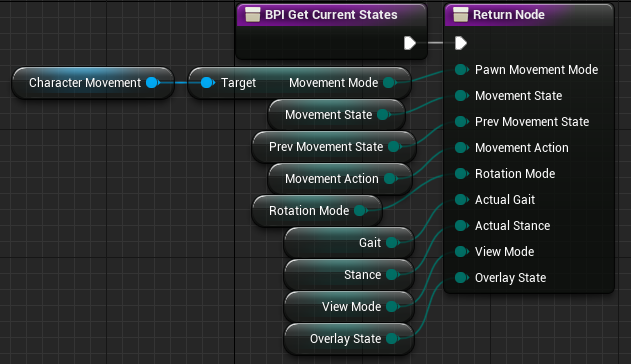 BPI Get Current States
Return Node
Character Movement
Target
Movement Mode
Pawn Movement Mode
Movement State
Movement State
Prev Movement State
Prev Movement State
Movement Action
Movement Action
Rotation Mode
Rotation Mode
Gait
Actual Gait
Stance
Actual Stance
View Mode
View Mode
Overlay State
Overlay State